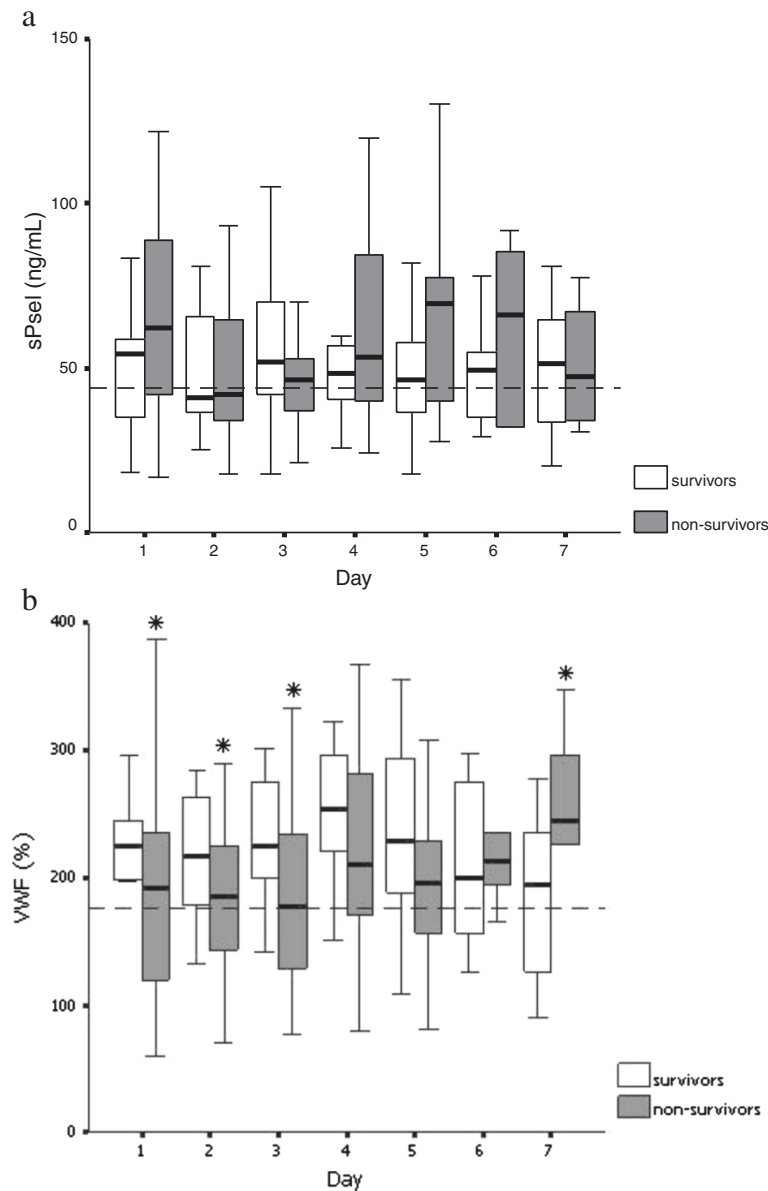 a
150
100
50
0
sPsel (ng/mL)
1 2 3 4 5 6 7
Day
survivors
non-survivors
b
400
300
200
100
0
VWF (%)
* * * *
1 2 3 4 5 6 7
Day
survivors
non-survivors